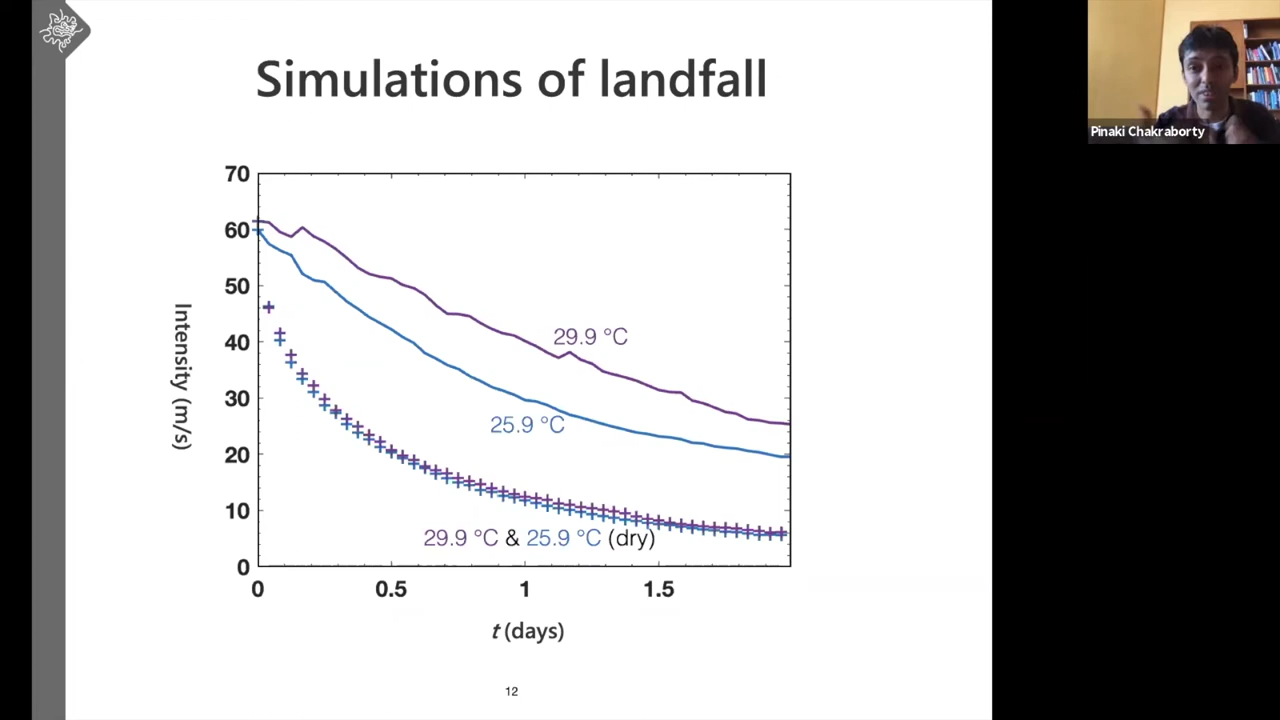 Simulations of landfall
Pinaki Chakraborty
70
60
50
40
30
20
10
0
Intensity (m/s)
29.9 °C
25.9 °C
29.9 °C & 25.9 °C (dry)
0 0.5 1 1.5
t (days)
12